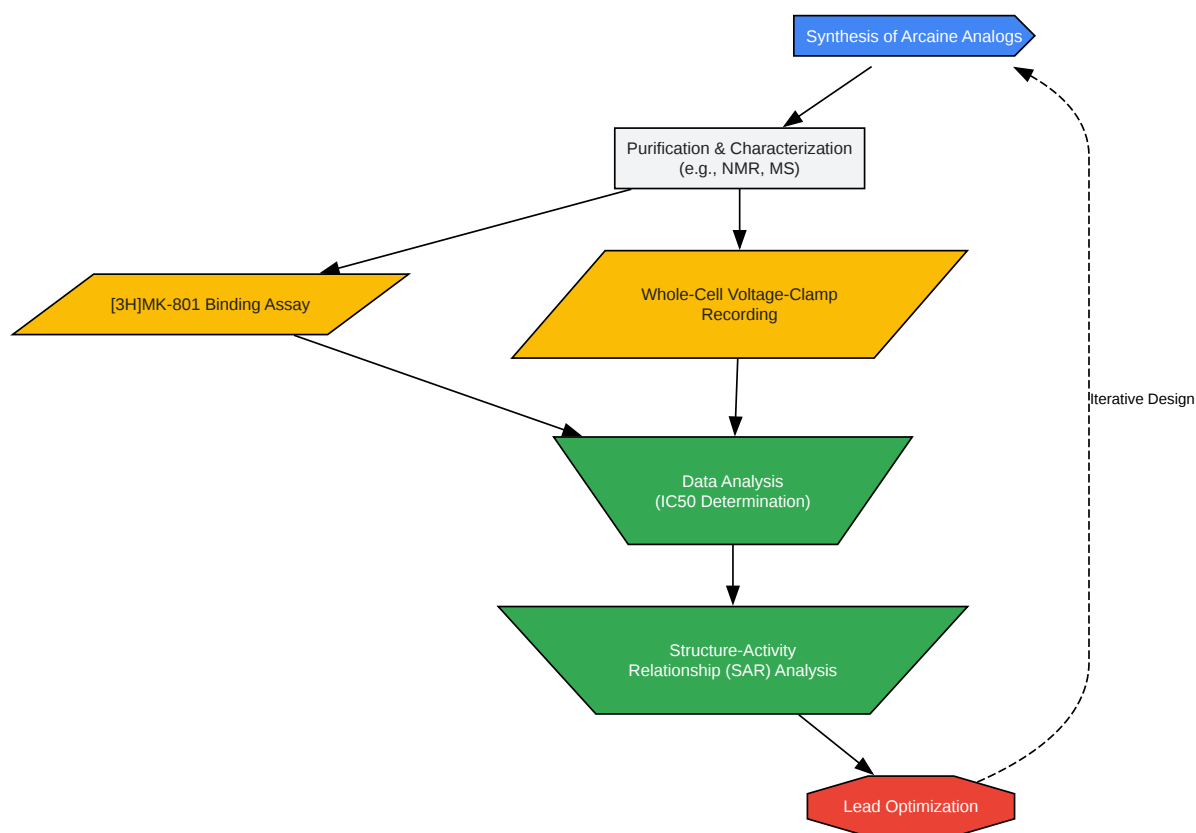 Synthesis of Arcaine Analogs
Purification & Characterization
(e.g., NMR, MS)
[3H]MK-801 Binding Assay
Whole-Cell Voltage-Clamp
Recording
Iterative Design
Data Analysis
(IC50 Determination)
Structure-Activity
Relationship (SAR) Analysis
Lead Optimization